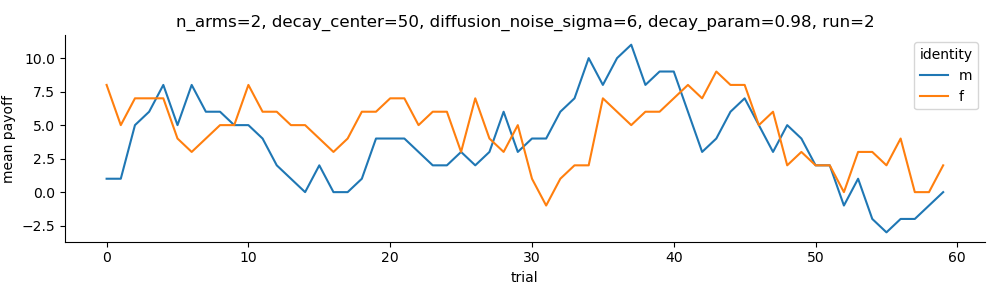 n_arms=2, decay_center=50, diffusion_noise_sigma=6, decay_param=0.98, run=2
mean payoff
10.0
7.5
5.0
2.5
0.0
−2.5
identity
m
f
0 10 20 30 40 50 60
trial